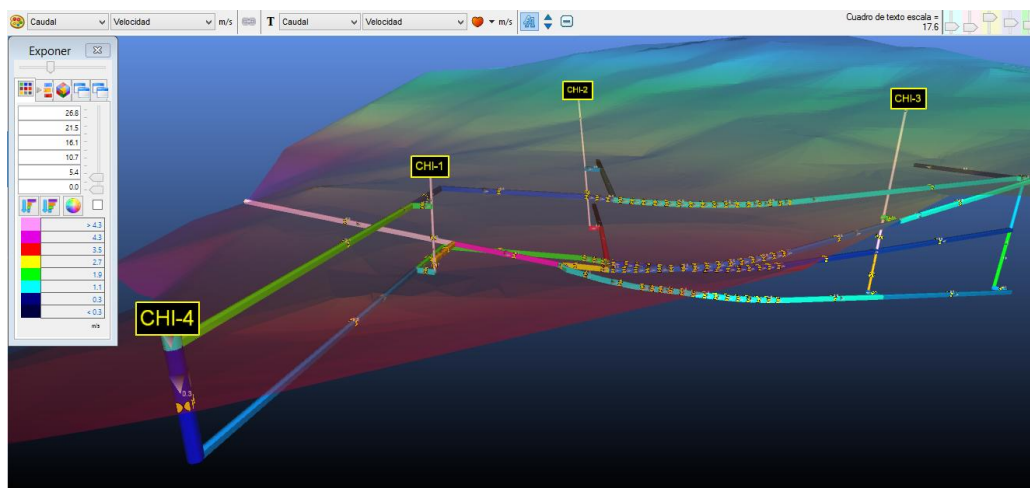 Caudal Velocidad m/s T Caudal Velocidad m/s Cuadro de texto escala =
17.6
Exponer
26.8
21.5
16.1
10.7
5.4
0.0
> 4.3
4.3
3.5
2.7
1.9
1.1
0.3
< 0.3
m/s
CHI-2
CHI-3
CHI-1
CHI-4
0.3